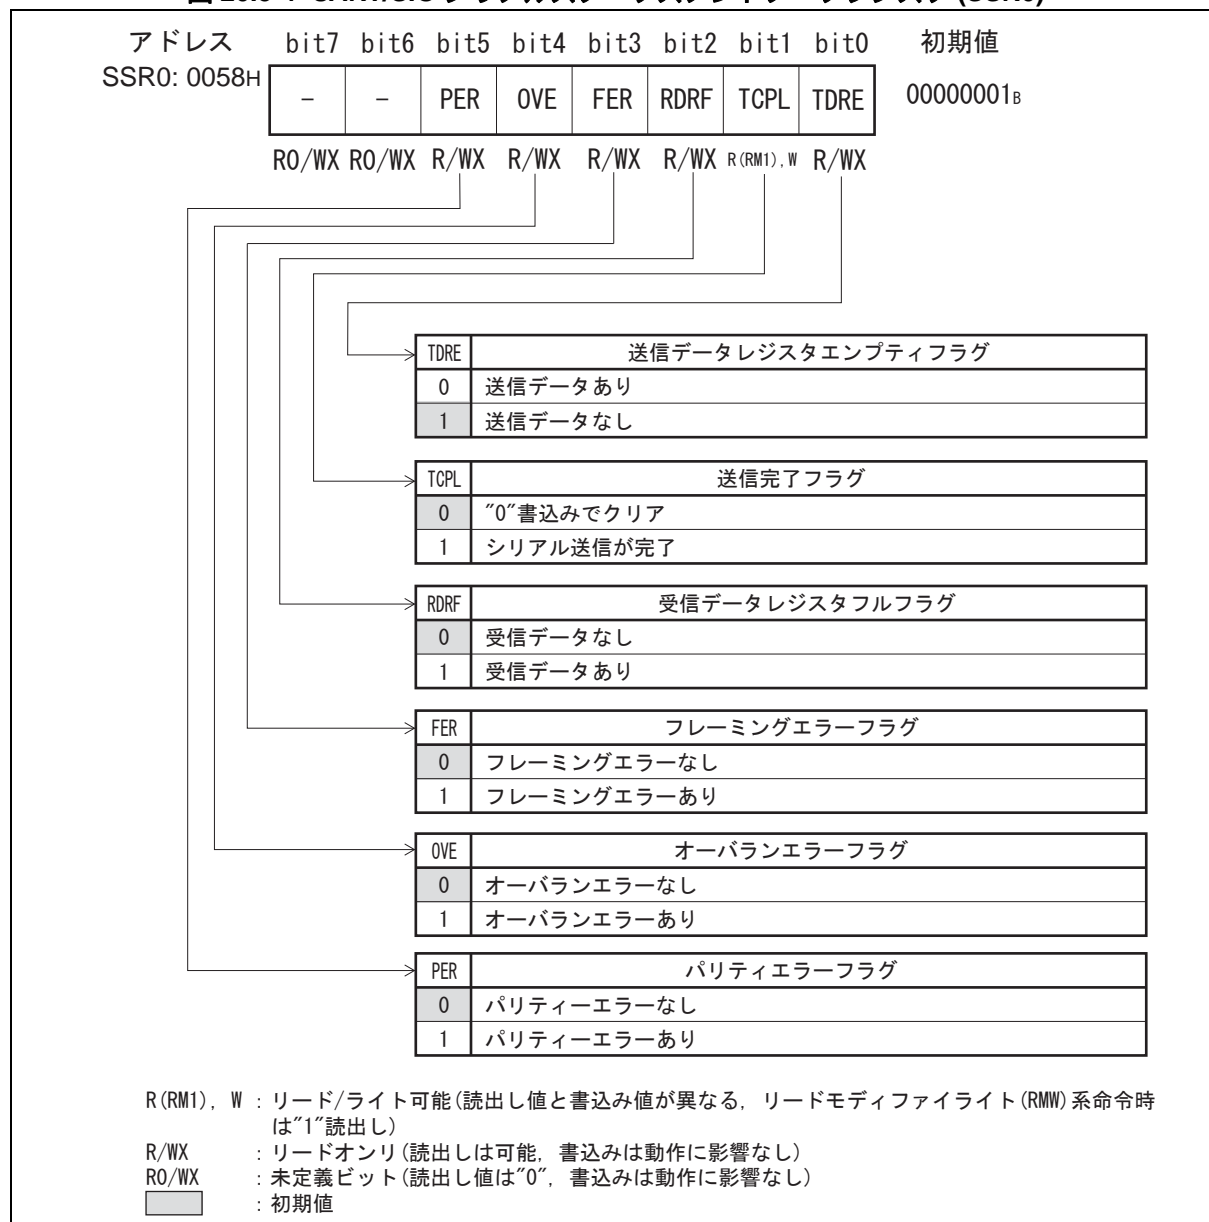 アドレス bit7 bit6 bit5 bit4 bit3 bit2 bit1 bit0 初期値
SSR0: 0058H - - PER OVE FER RDRF TCPL TDRE 00000001B
R0/WX R0/WX R/WX R/WX R/WX R/WX R(RM1),W R/WX
TDRE 送信データレジスタエンプティフラグ
0 送信データあり
1 送信データなし
TCPL 送信完了フラグ
0 "0"書込みでクリア
1 シリアル送信が完了
RDRF 受信データレジスタフルフラグ
0 受信データなし
1 受信データあり
FER フレーミングエラーフラグ
0 フレーミングエラーなし
1 フレーミングエラーあり
OVE オーバランエラーフラグ
0 オーバランエラーなし
1 オーバランエラーあり
PER パリティエラーフラグ
0 パリティーエラーなし
1 パリティーエラーあり
R(RM1), W : リード/ライト可能(読出し値と書込み値が異なる, リードモディファイライト(RMW)系命令時
は"1"読出し)
R/WX : リードオンリ(読出しは可能, 書込みは動作に影響なし)
R0/WX : 未定義ビット(読出し値は"0", 書込みは動作に影響なし)
: 初期値